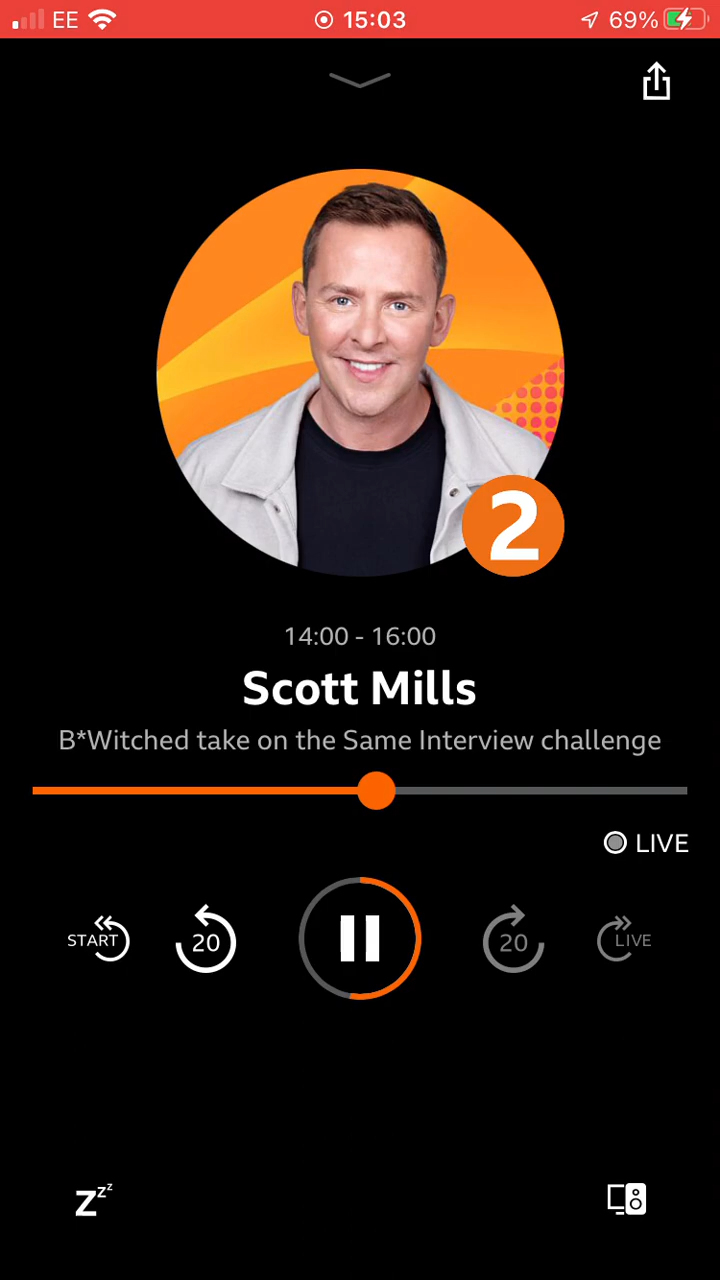 EE 15:03 69%
2
14:00 - 16:00
Scott Mills
B*Witched take on the Same Interview challenge
LIVE
START 20 20 LIVE
Zzz